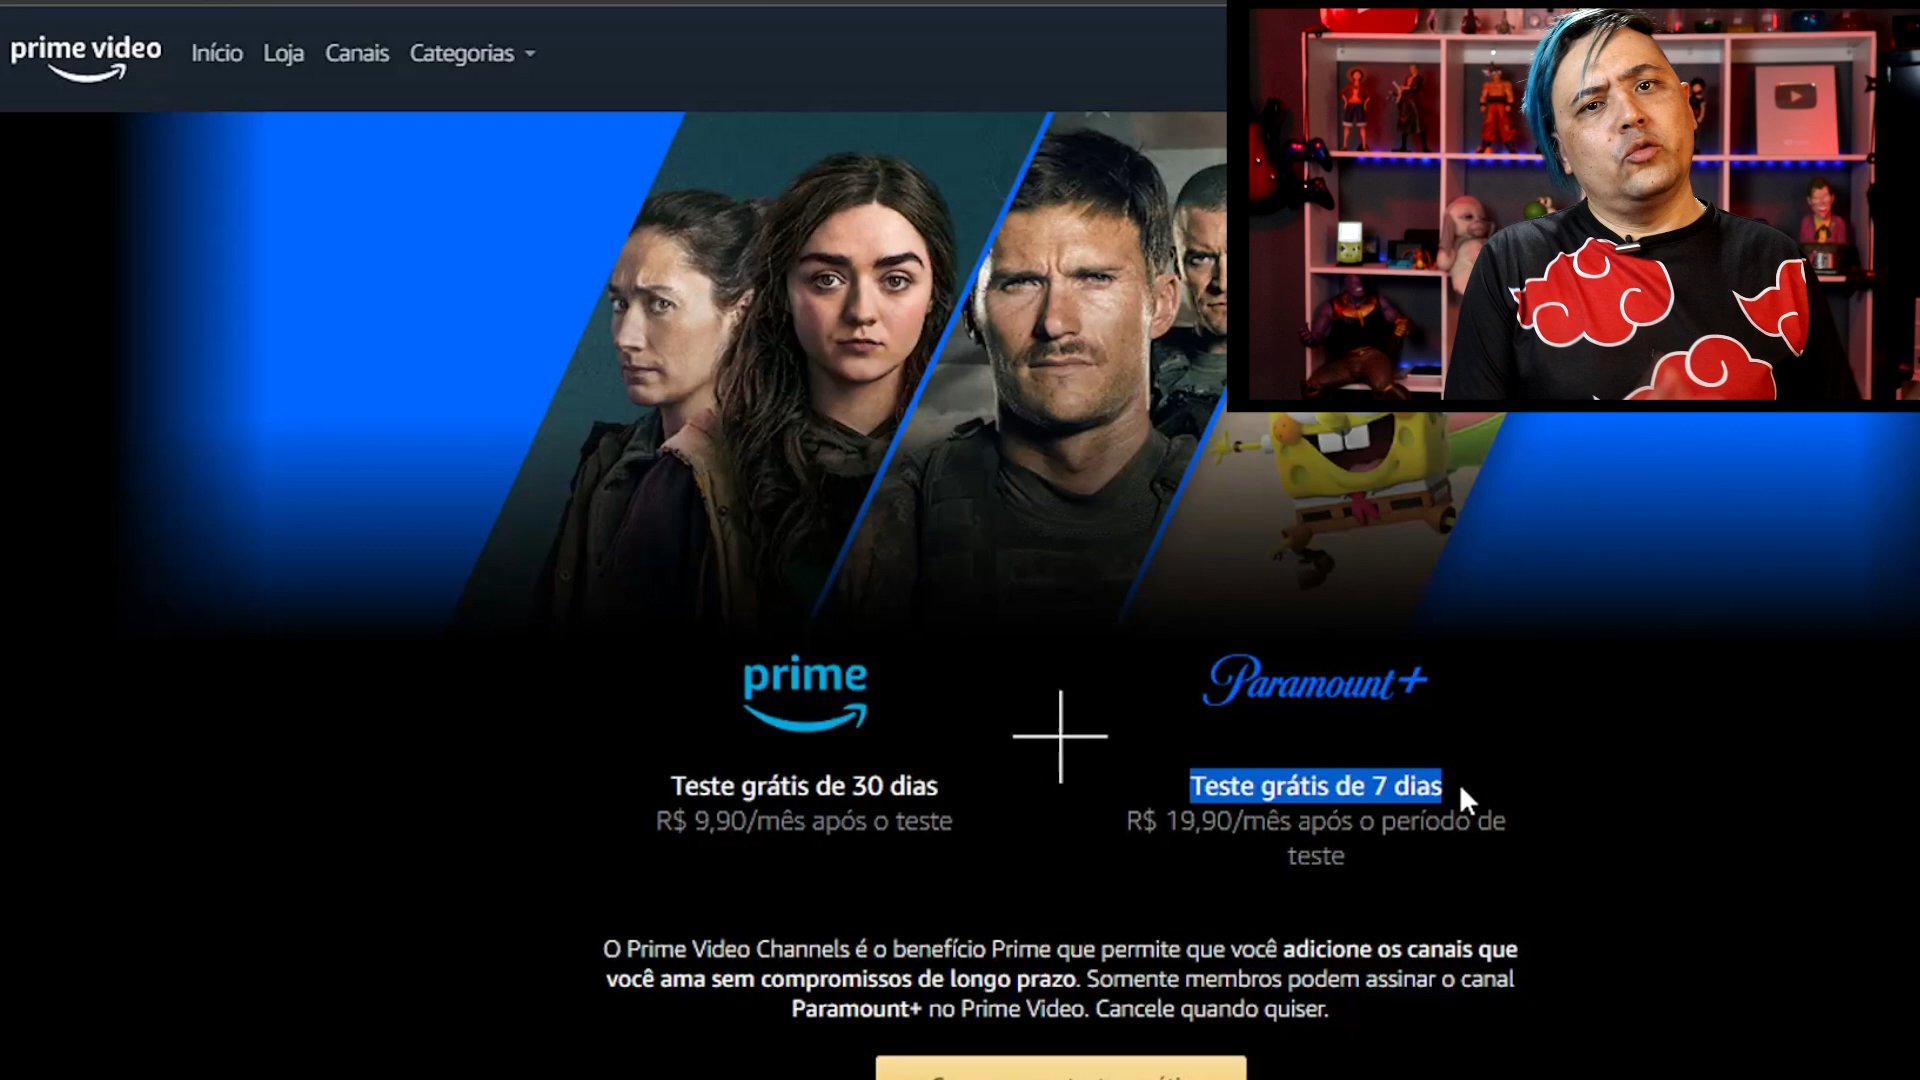 prime video Início Loja Canais Categorias
prime
Paramount+
Teste grátis de 30 dias
R$ 9,90/mês após o teste
Teste grátis de 7 dias
R$ 19,90/mês após o período de
teste
O Prime Video Channels é o benefício Prime que permite que você adicione os canais que
você ama sem compromissos de longo prazo. Somente membros podem assinar o canal
Paramount+ no Prime Video. Cancele quando quiser.